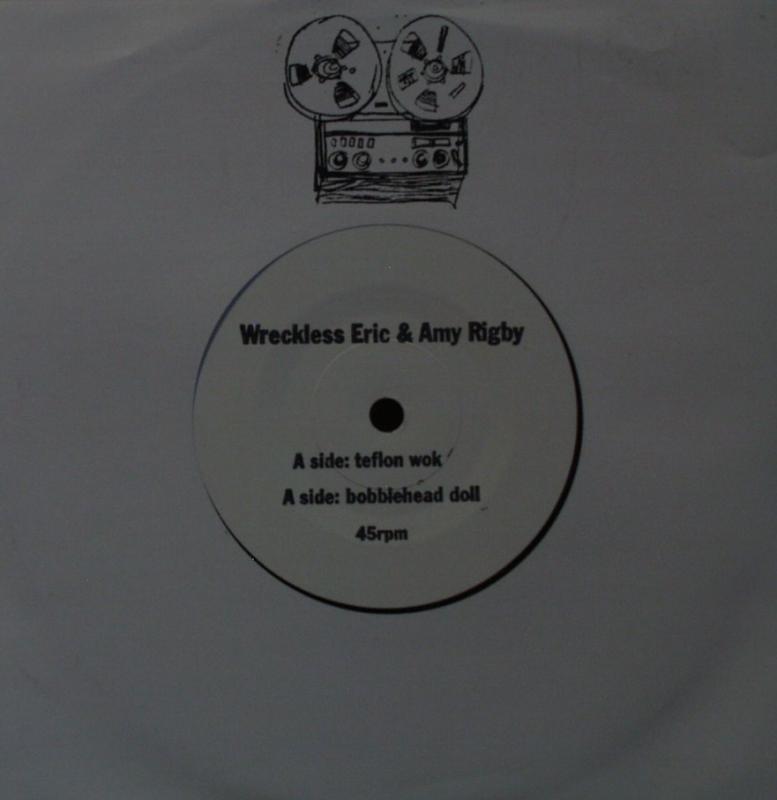 Wreckless Eric & Amy Rigby
A side: teflon wok
A side: bobblehead doll
45rpm